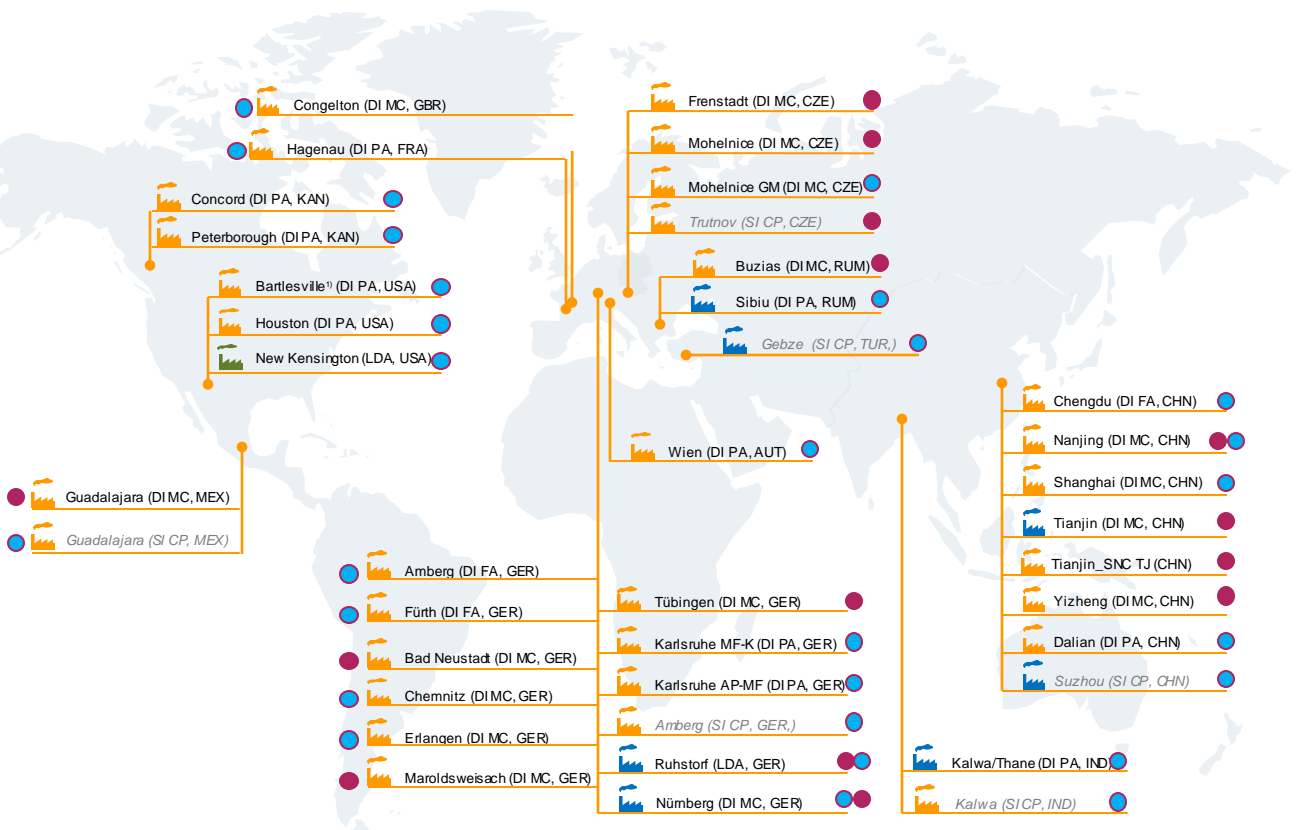 Congelton (DI MC, GBR)
Hagenau (DI PA, FRA)
Concord (DI PA, KAN)
Peterborough (DI PA, KAN)
Bartlesville¹⁾ (DI PA, USA)
Houston (DI PA, USA)
New Kensington (LDA, USA)
Guadalajara (DI MC, MEX)
Guadalajara (SI CP, MEX)
Frenstadt (DI MC, CZE)
Mohelnice (DI MC, CZE)
Mohelnice GM (DI MC, CZE)
Trutnov (SI CP, CZE)
Buzias (DI MC, RUM)
Sibiu (DI PA, RUM)
Gebze (SI CP, TUR,)
Wien (DI PA, AUT)
Amberg (DI FA, GER)
Fürth (DI FA, GER)
Bad Neustadt (DI MC, GER)
Chemnitz (DI MC, GER)
Erlangen (DI MC, GER)
Maroldsweisach (DI MC, GER)
Tübingen (DI MC, GER)
Karlsruhe MF-K (DI PA, GER)
Karlsruhe AP-MF (DI PA, GER)
Amberg (SI CP, GER,)
Ruhstorf (LDA, GER)
Nürnberg (DI MC, GER)
Chengdu (DI FA, CHN)
Nanjing (DI MC, CHN)
Shanghai (DI MC, CHN)
Tianjin (DI MC, CHN)
Tianjin_SNC TJ (CHN)
Yizheng (DI MC, CHN)
Dalian (DI PA, CHN)
Suzhou (SI CP, CHN)
Kalwa/Thane (DI PA, IND)
Kalwa (SI CP, IND)